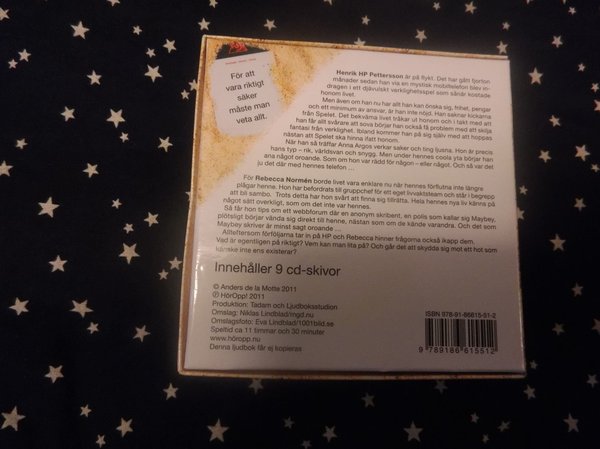 För att
vara riktigt
säker
måste man
veta allt.
Henrik HP Pettersson är på flykt. Det har gått fjorton
månader sedan han via en mystisk mobiltelefon blev in-
dragen i ett djävulskt verklighetsspel som sånär kostade
honom livet.
Men även om han nu har allt han kan önska sig, frihet, pengar
och ett minimum av ansvar, är han inte nöjd. Han saknar kickarna
från Spelet. Det bekväma livet tråkar ut honom och i takt med att
han får allt svårare att sova börjar han också få problem med att skilja
fantasi från verklighet. Ibland kommer han på sig själv med att hoppas
nästan att Spelet ska hinna ifatt honom.
När han så träffar Anna Argos verkar saker och ting ljusna. Hon är precis
hans typ – rik, världsvan och snygg. Men under hennes coola yta börjar han
ana något oroande. Som om hon var rädd för någon – eller något. Och så var det
ju det där med hennes telefon ...
För Rebecca Normén borde livet vara enklare nu när hennes förflutna inte längre
plågar henne. Hon har befordrats till gruppchef för ett eget livvaktsteam och står i begrepp
att bli sambo. Trots detta har hon svårt att finna sig tillrätta. Hela hennes nya liv känns på
något sätt overkligt, som om det inte var hennes.
Så får hon tips om ett webbforum där en anonym skribent, en polis som kallar sig Maybey,
plötsligt börjar vända sig direkt till henne, nästan som om de kände varandra. Och det som
Maybey skriver är minst sagt oroande ...
Allteftersom förföljarna tar in på HP och Rebecca hinner frågorna också ikapp dem.
Vad är egentligen på riktigt? Vem kan man lita på? Och går det att skydda sig mot ett hot som
kanske inte ens existerar?
Innehåller 9 cd-skivor
© Anders de la Motte 2011
℗ HörOpp! 2011
Produktion: Tadam och Ljudboksstudion
Omslag: Niklas Lindblad/mgd.nu
Omslagsfoto: Eva Lindblad/1001bild.se
Speltid ca 11 timmar och 30 minuter
www.höropp.nu
Denna ljudbok får ej kopieras
ISBN 978-91-86615-51-2
9 789186 615512